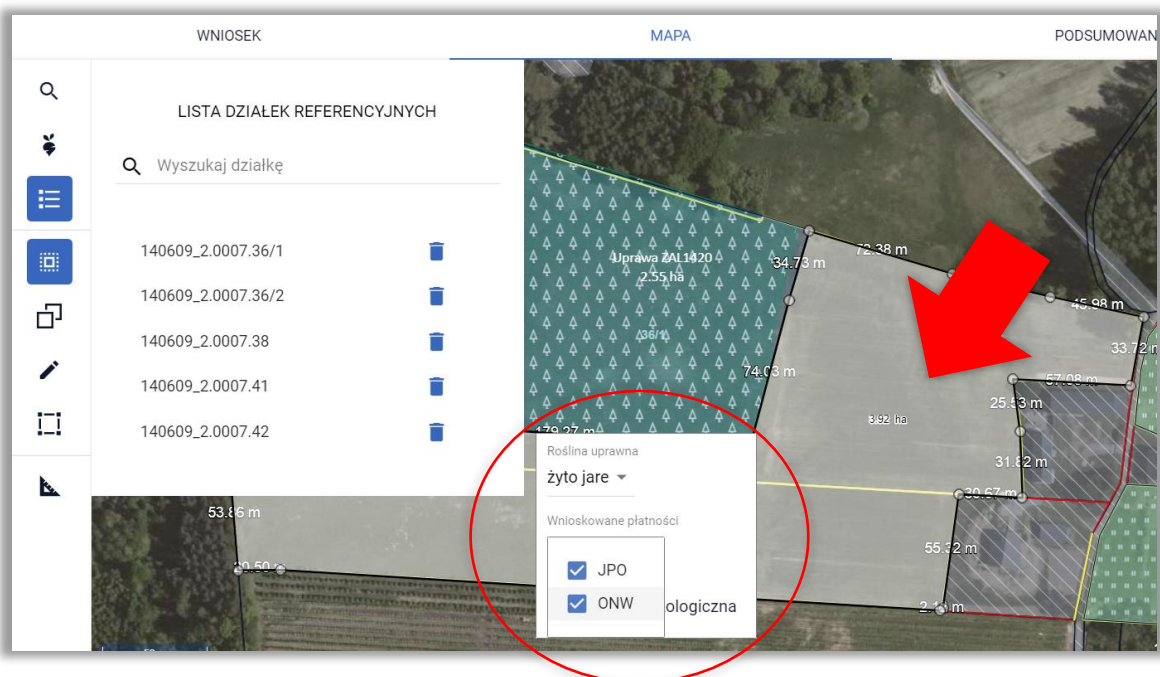 WNIOSEK
MAPA
PODSUMOWAN
LISTA DZIAŁEK REFERENCYJNYCH
Wyszukaj działkę
140609_2.0007.36/1
140609_2.0007.36/2
140609_2.0007.38
140609_2.0007.41
140609_2.0007.42
Uprawa ZAL1420
2.55 ha
36/1
34.73 m
72.38 m
45.98 m
33.72 m
74.03 m
57.08 m
25.53 m
3.92 ha
31.82 m
179.27 m
30.67 m
53.86 m
20.50
55.32 m
Roślina uprawna
żyto jare
Wnioskowane płatności
JPO
ONW
ologiczna